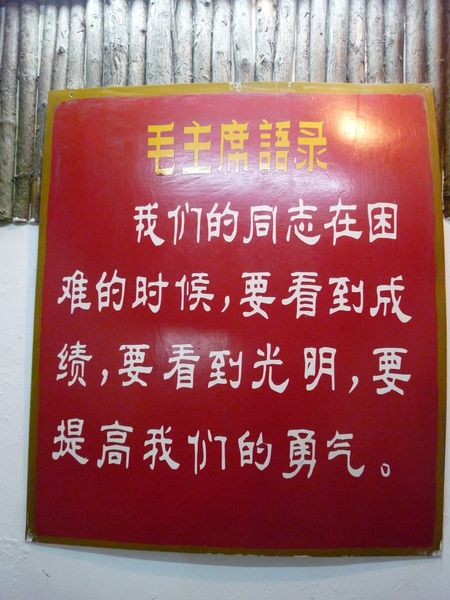 毛主席語录
我们的同志在困
难的时候,要看到成
绩,要看到光明,要
提高我们的勇气。